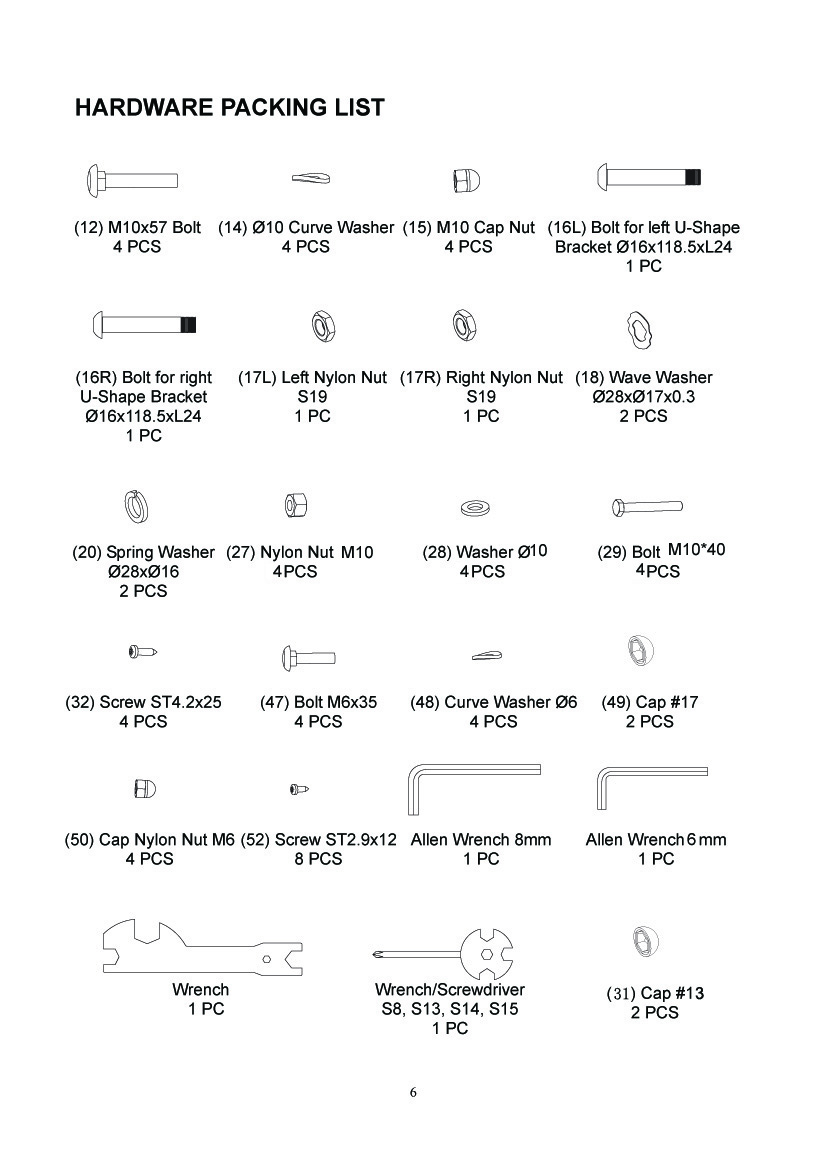 HARDWARE PACKING LIST
(12) M10x57 Bolt
4 PCS
(14) Ø10 Curve Washer
4 PCS
(15) M10 Cap Nut
4 PCS
(16L) Bolt for left U-Shape
Bracket Ø16x118.5xL24
1 PC
(16R) Bolt for right
U-Shape Bracket
Ø16x118.5xL24
1 PC
(17L) Left Nylon Nut
S19
1 PC
(17R) Right Nylon Nut
S19
1 PC
(18) Wave Washer
Ø28xØ17x0.3
2 PCS
(20) Spring Washer
Ø28xØ16
2 PCS
(27) Nylon Nut M10
4PCS
(28) Washer Ø10
4PCS
(29) Bolt M10*40
4PCS
(32) Screw ST4.2x25
4 PCS
(47) Bolt M6x35
4 PCS
(48) Curve Washer Ø6
4 PCS
(49) Cap #17
2 PCS
(50) Cap Nylon Nut M6
4 PCS
(52) Screw ST2.9x12
8 PCS
Allen Wrench 8mm
1 PC
Allen Wrench 6 mm
1 PC
Wrench
1 PC
Wrench/Screwdriver
S8, S13, S14, S15
1 PC
(31) Cap #13
2 PCS
6